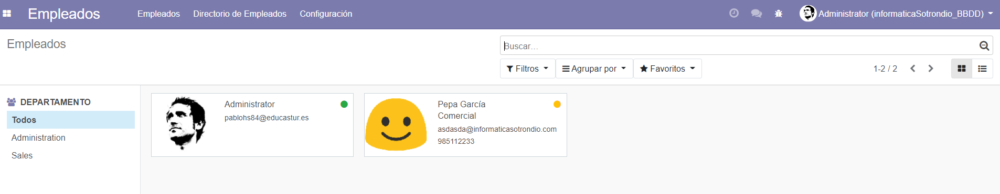 Empleados
Empleados Directorio de Empleados Configuración
Administrator (informaticaSotrondio_BBDD)
Empleados
Buscar...
Filtros Agrupar por Favoritos
1-2 / 2
DEPARTAMENTO
Todos
Administration
Sales
Administrator
pablohs84@educastur.es
Pepa García
Comercial
asdasda@informaticasotrondio.com
985112233